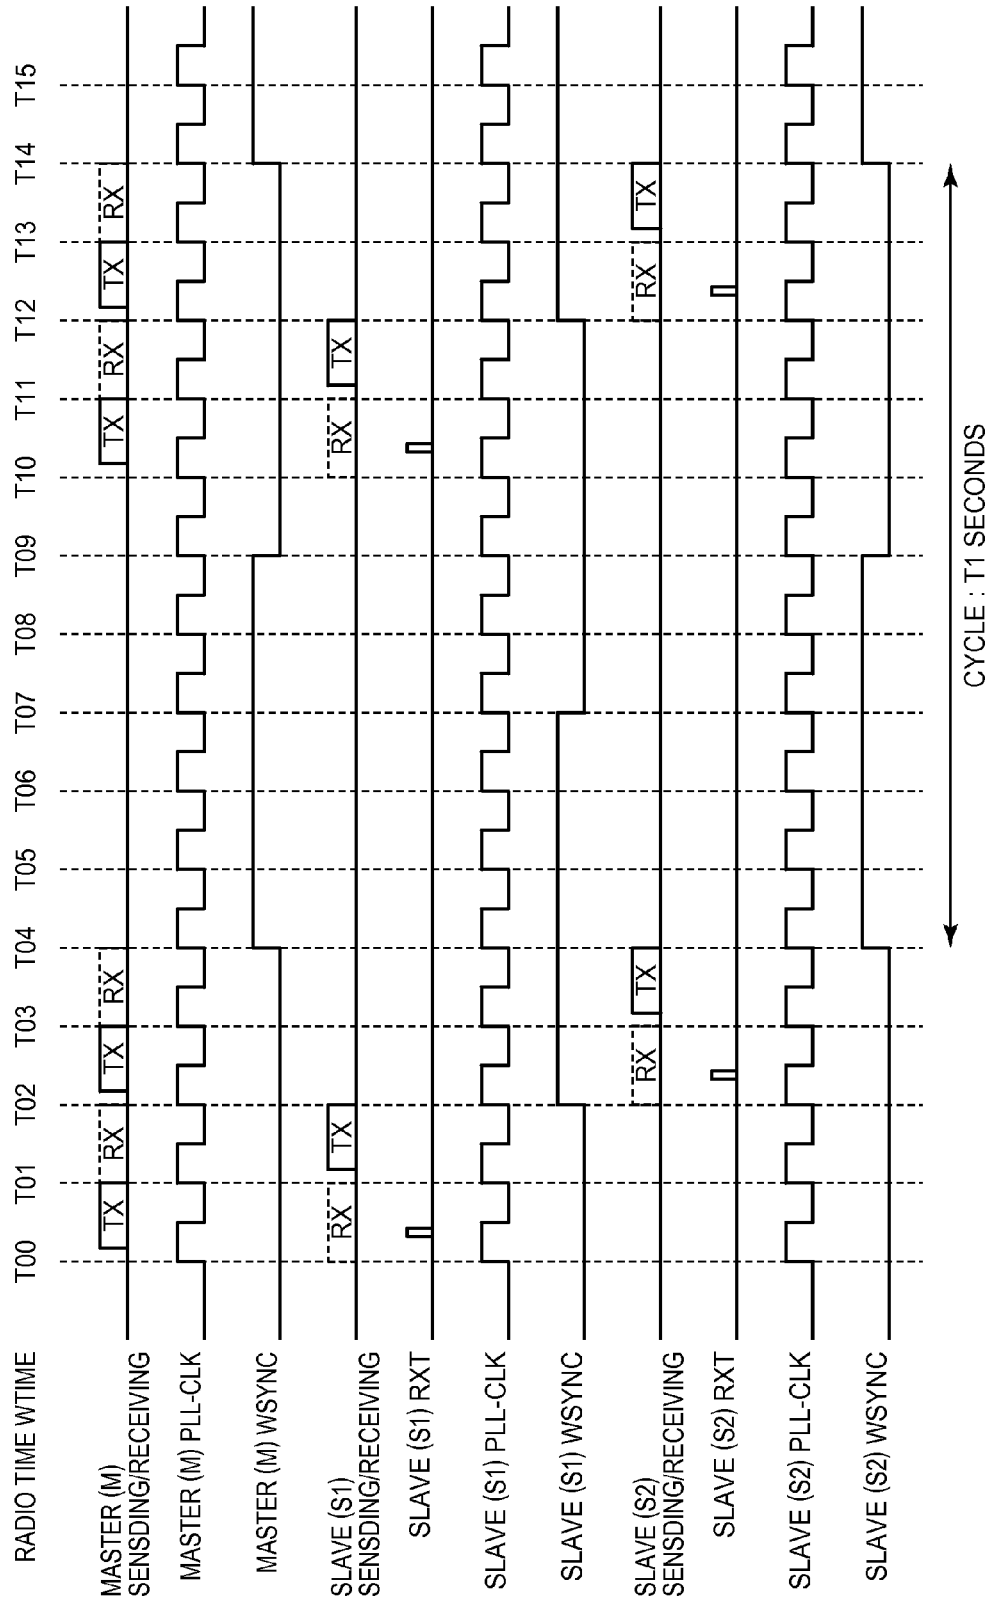 RADIO TIME WTIME T00 T01 T02 T03 T04 T05 T06 T07 T08 T09 T10 T11 T12 T13 T14 T15
MASTER (M)
SENSDING/RECEIVING TX RX TX RX TX RX TX RX
MASTER (M) PLL-CLK
MASTER (M) WSYNC
SLAVE (S1)
SENSDING/RECEIVING RX TX RX TX
SLAVE (S1) RXT
SLAVE (S1) PLL-CLK
SLAVE (S1) WSYNC
SLAVE (S2)
SENSDING/RECEIVING RX TX RX TX
SLAVE (S2) RXT
SLAVE (S2) PLL-CLK
SLAVE (S2) WSYNC
CYCLE : T1 SECONDS